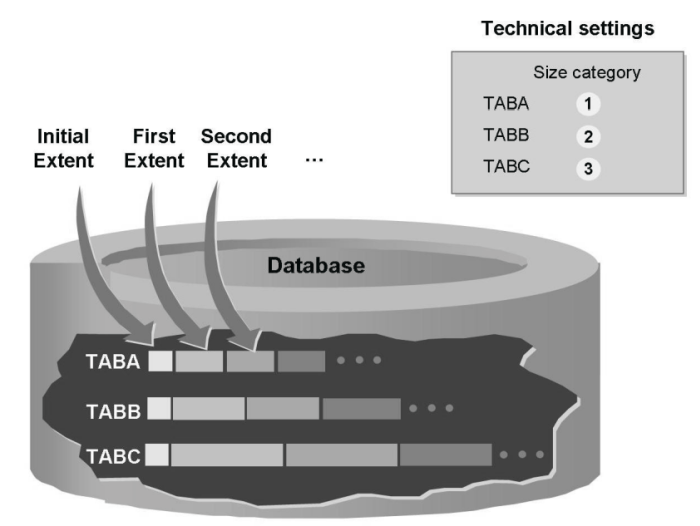 Technical settings
Size category
TABA 1
TABB 2
TABC 3
Initial Extent
First Extent
Second Extent
...
Database
TABA
TABB
TABC